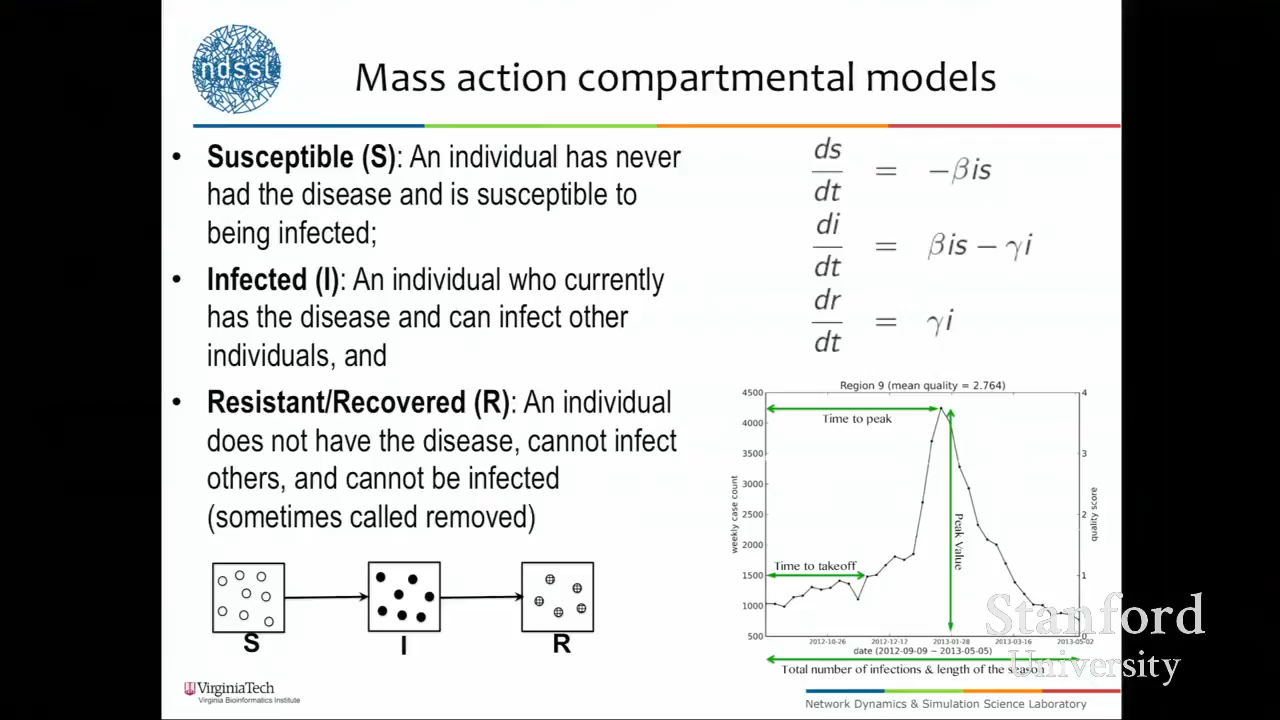 ndssl
Mass action compartmental models
• Susceptible (S): An individual has never
had the disease and is susceptible to
being infected;
• Infected (I): An individual who currently
has the disease and can infect other
individuals, and
• Resistant/Recovered (R): An individual
does not have the disease, cannot infect
others, and cannot be infected
(sometimes called removed)
S
I
R
ds/dt = −βis
di/dt = βis − γi
dr/dt = γi
Region 9 (mean quality = 2.764)
4500
4000
3500
3000
2500
2000
1500
1000
500
weekly case count
4
3
2
1
0
quality score
Time to peak
Peak Value
Time to takeoff
2012-10-26
2012-12-12
2013-01-28
2013-03-16
2013-05-02
date (2012-09-09 − 2013-05-05)
Total number of infections & length of the season
Stanford
University
VirginiaTech
Virginia Bioinformatics Institute
Network Dynamics & Simulation Science Laboratory